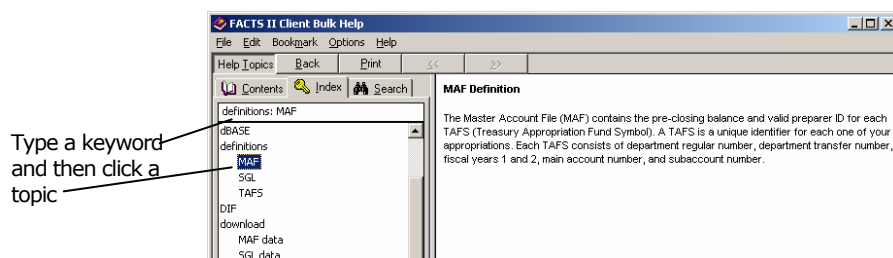 FACTS II Client Bulk Help
File Edit Bookmark Options Help
Help Topics Back Print << >>
Contents Index Search
definitions: MAF
dBASE
definitions
MAF
SGL
TAFS
DIF
download
MAF data
SGL data
Type a keyword
and then click a
topic
MAF Definition
The Master Account File (MAF) contains the pre-closing balance and valid preparer ID for each
TAFS (Treasury Appropriation Fund Symbol). A TAFS is a unique identifier for each one of your
appropriations. Each TAFS consists of department regular number, department transfer number,
fiscal years 1 and 2, main account number, and subaccount number.